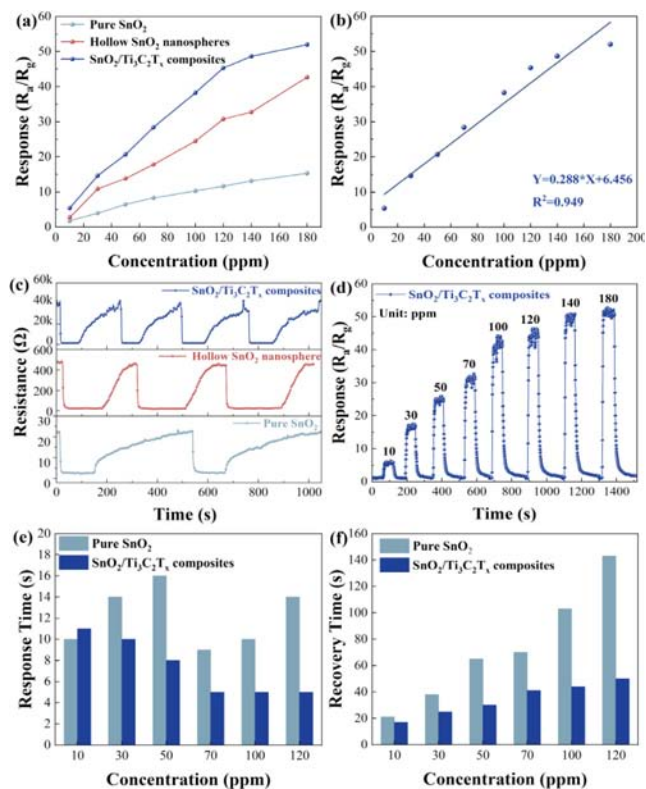 (a)
Pure SnO₂
Hollow SnO₂ nanospheres
SnO₂/Ti₃C₂Tₓ composites
Response (Rₐ/R₉)
60
50
40
30
20
10
0
0 20 40 60 80 100 120 140 160 180
Concentration (ppm)
(b)
Response (Rₐ/R₉)
60
50
40
30
20
10
0
Y=0.288*X+6.456
R²=0.949
0 20 40 60 80 100 120 140 160 180 200
Concentration (ppm)
(c)
SnO₂/Ti₃C₂Tₓ composites
60k
40k
20k
0
Hollow SnO₂ nanosphere
600
400
200
0
Pure SnO₂
30
20
10
0
Resistance (Ω)
0 200 400 600 800 1000
Time (s)
(d)
SnO₂/Ti₃C₂Tₓ composites
Unit: ppm
10 30 50 70 100 120 140 180
Response (Rₐ/R₉)
60
50
40
30
20
10
0
0 200 400 600 800 1000 1200 1400
Time (s)
(e)
Pure SnO₂
SnO₂/Ti₃C₂Tₓ composites
Response Time (s)
20
18
16
14
12
10
8
6
4
2
0
10 30 50 70 100 120
Concentration (ppm)
(f)
Pure SnO₂
SnO₂/Ti₃C₂Tₓ composites
Recovery Time (s)
160
140
120
100
80
60
40
20
0
10 30 50 70 100 120
Concentration (ppm)